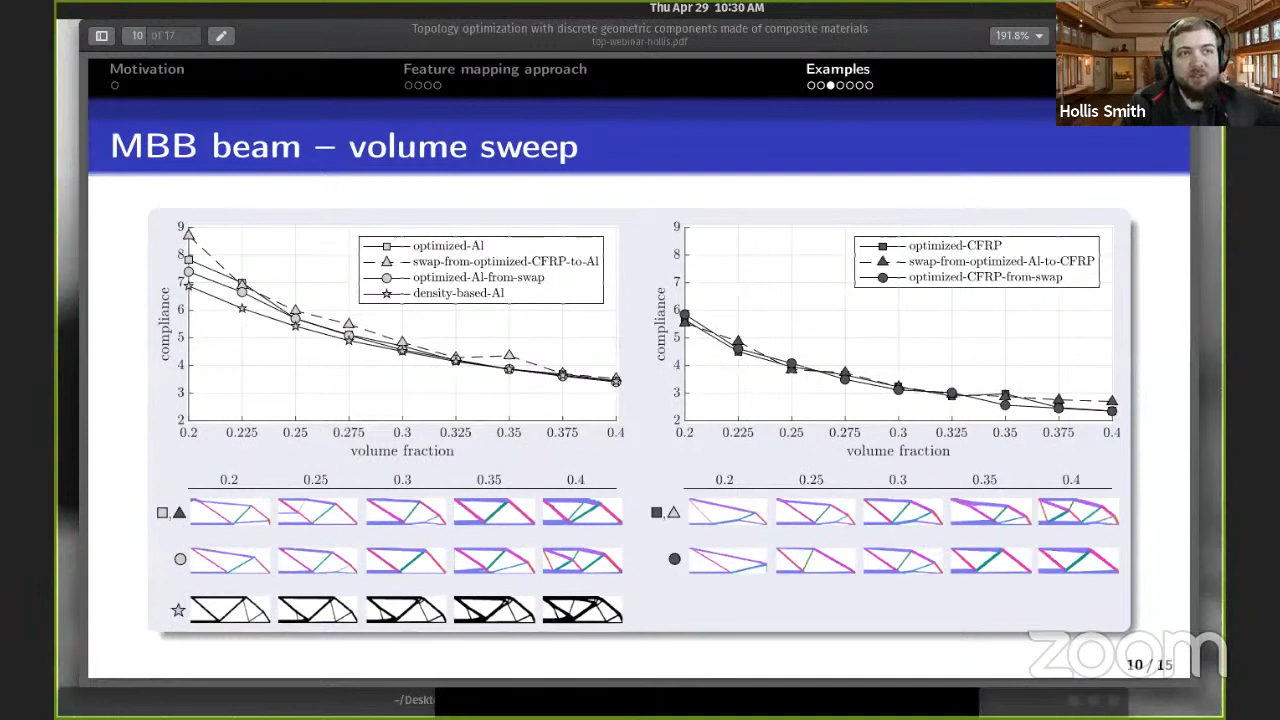 Thu Apr 29 10:30 AM
10 of 17
Topology optimization with discrete geometric components made of composite materials
top-webinar-hollis.pdf
191.8%
Motivation
Feature mapping approach
Examples
Hollis Smith
MBB beam – volume sweep
9
8
7
6
5
4
3
2
compliance
optimized-Al
swap-from-optimized-CFRP-to-Al
optimized-Al-from-swap
density-based-Al
0.2 0.225 0.25 0.275 0.3 0.325 0.35 0.375 0.4
volume fraction
9
8
7
6
5
4
3
2
compliance
optimized-CFRP
swap-from-optimized-Al-to-CFRP
optimized-CFRP-from-swap
0.2 0.225 0.25 0.275 0.3 0.325 0.35 0.375 0.4
volume fraction
0.2 0.25 0.3 0.35 0.4
0.2 0.25 0.3 0.35 0.4
zoom
10 / 15
~/Deskt